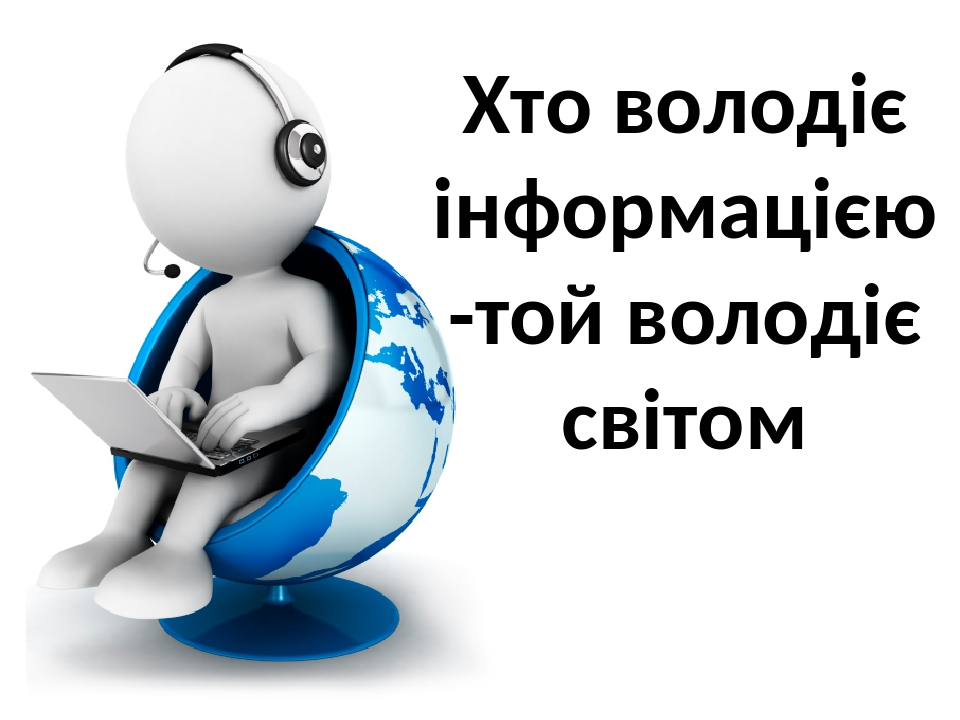 Хто володіє
інформацією
-той володіє
світом